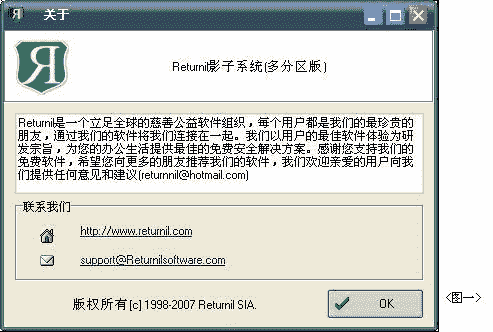 关于
Returnil影子系统(多分区版)
Returnil是一个立足全球的慈善公益软件组织，每个用户都是我们的最珍贵的
朋友，通过我们的软件将我们连接在一起。我们以用户的最佳软件体验为研
发宗旨，为您的办公生活提供最佳的免费安全解决方案。感谢您支持我们的
免费软件，希望您向更多的朋友推荐我们的软件，我们欢迎亲爱的用户向我
们提供任何意见和建议(returnnil@hotmail.com)
联系我们
http://www.returnil.com
support@Returnilsoftware.com
版权所有[c] 1998-2007 Returnil SIA.
OK
<图一>